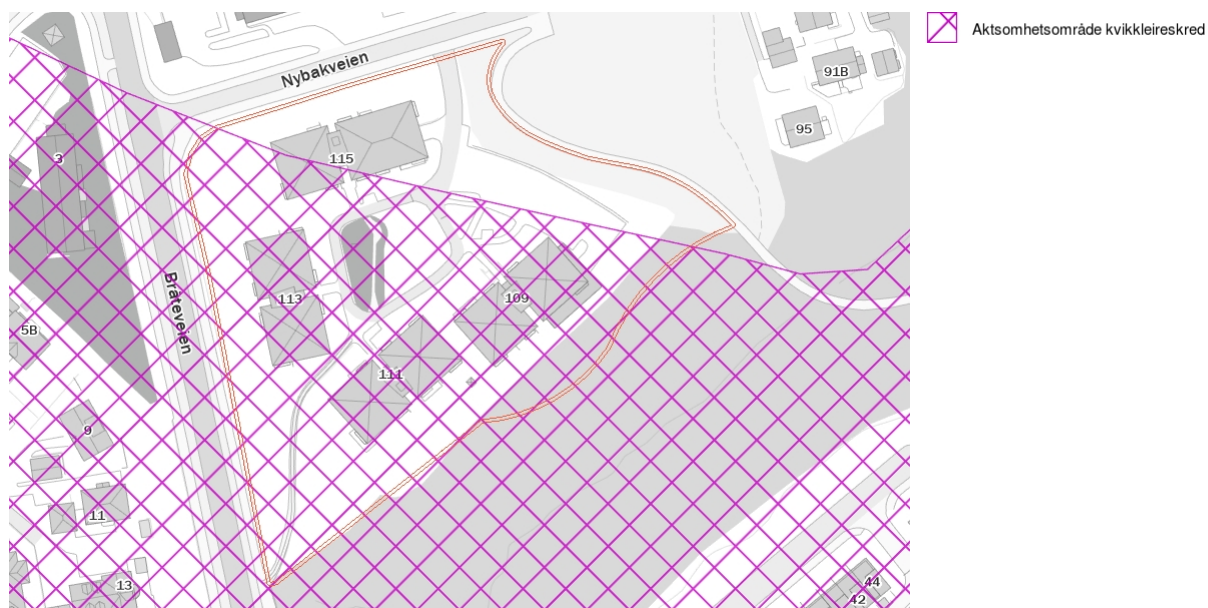 Aktsomhetsområde kvikkleireskred
Nybakveien
91B
95
3
115
Bråteveien
113
109
5B
111
9
11
13
44
42